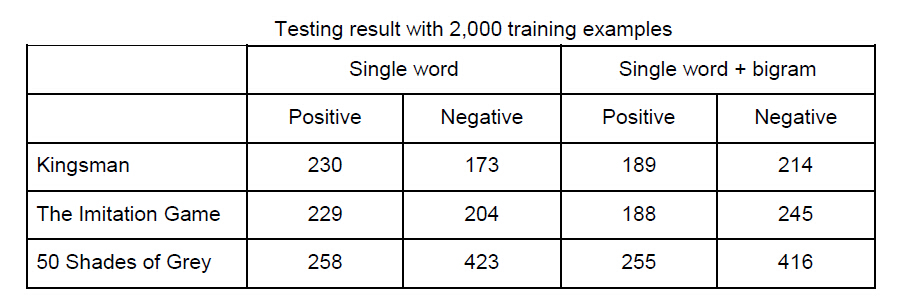 Testing result with 2,000 training examples
Single word Single word + bigram
Positive Negative Positive Negative
Kingsman 230 173 189 214
The Imitation Game 229 204 188 245
50 Shades of Grey 258 423 255 416